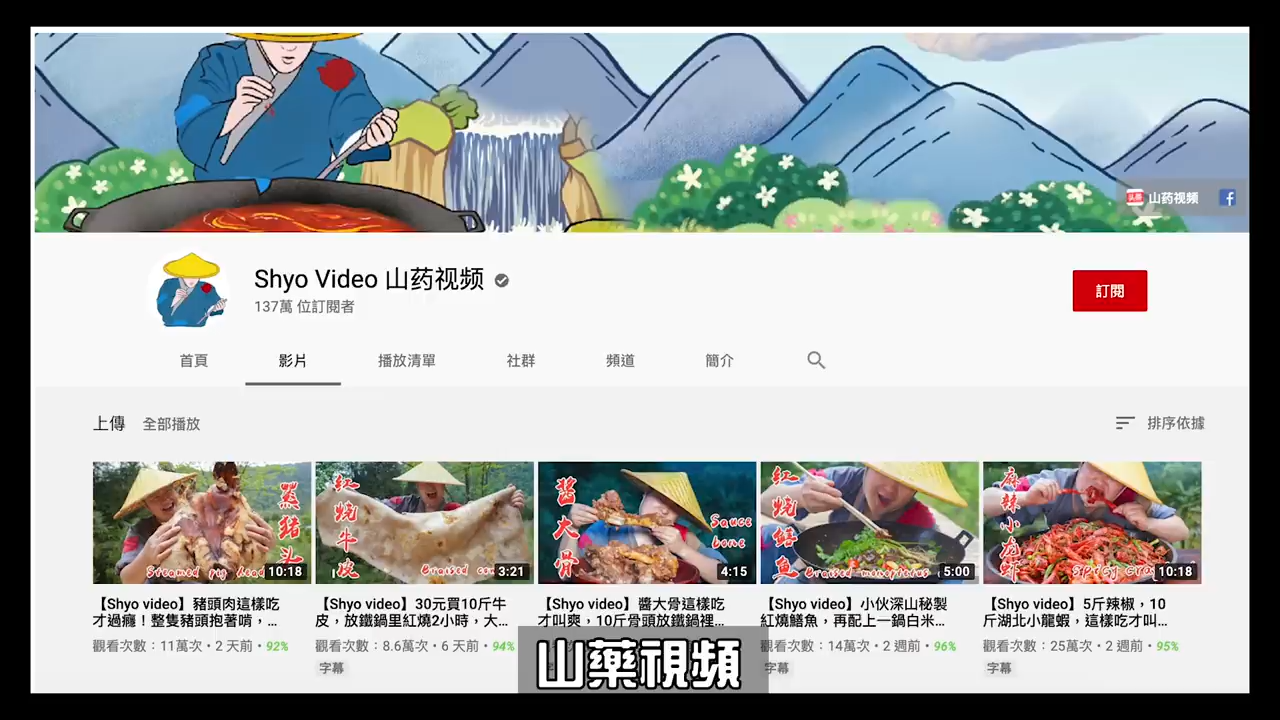 头条 山药视频
Shyo Video 山药视频
137萬 位訂閱者
訂閱
首頁 影片 播放清單 社群 頻道 簡介
上傳 全部播放 排序依據
蒸豬头
Steamed pig head
10:18
红烧牛皮
3:21
酱大骨
Sauce bone
4:15
红烧鳝鱼
Braised monopterus
5:00
麻辣小龙虾
10:18
【Shyo video】豬頭肉這樣吃
才過癮！整隻豬頭抱著啃，...
觀看次數：11萬次・2 天前・92%
【Shyo video】30元買10斤牛
皮，放鐵鍋里紅燒2小時，大...
觀看次數：8.6萬次・6 天前・94%
字幕
【Shyo video】醬大骨這樣吃
才叫爽，10斤骨頭放鐵鍋裡...
【Shyo video】小伙深山秘製
紅燒鱔魚，再配上一鍋白米...
觀看次數：14萬次・2 週前・96%
字幕
【Shyo video】5斤辣椒，10
斤湖北小龍蝦，這樣吃才叫...
觀看次數：25萬次・2 週前・95%
字幕
山藥視頻